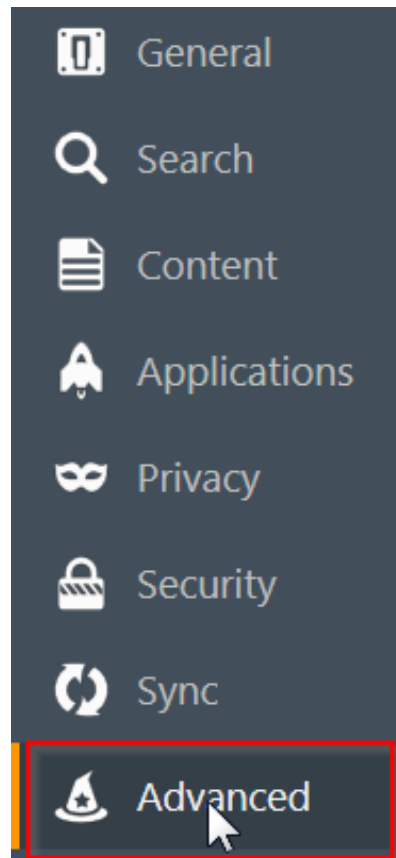 General
Search
Content
Applications
Privacy
Security
Sync
Advanced